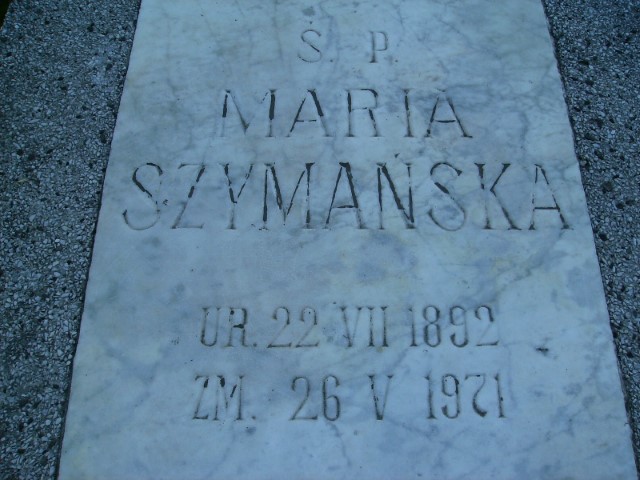 Ś. P.
MARIA
SZYMAŃSKA
UR. 22 VII 1892
ZM. 26 V 1971